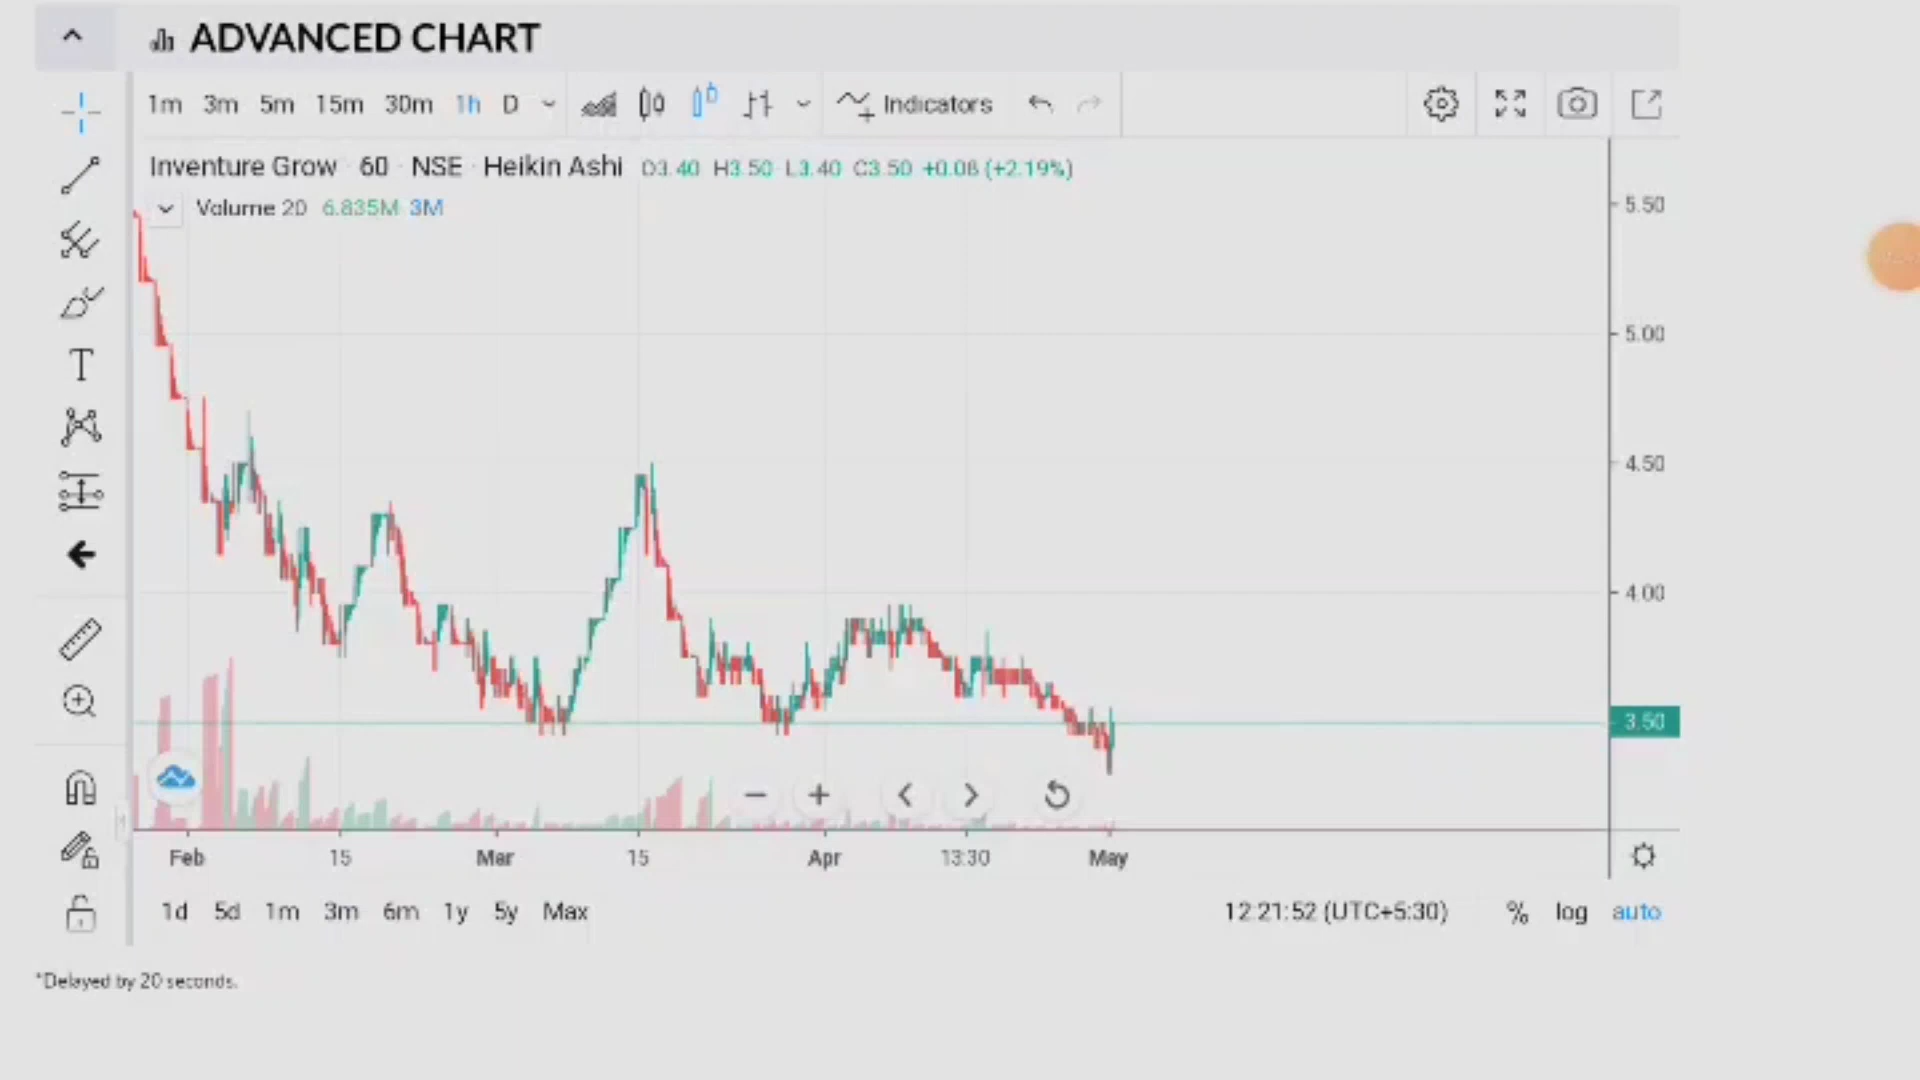 ADVANCED CHART
1m 3m 5m 15m 30m 1h D Indicators
Inventure Grow · 60 · NSE · Heikin Ashi O3.40 H3.50 L3.40 C3.50 +0.08 (+2.19%)
Volume 20 6.835M 3M
5.50
5.00
4.50
4.00
3.50
Feb 15 Mar 15 Apr 13:30 May
1d 5d 1m 3m 6m 1y 5y Max 12:21:52 (UTC+5:30) % log auto
*Delayed by 20 seconds.